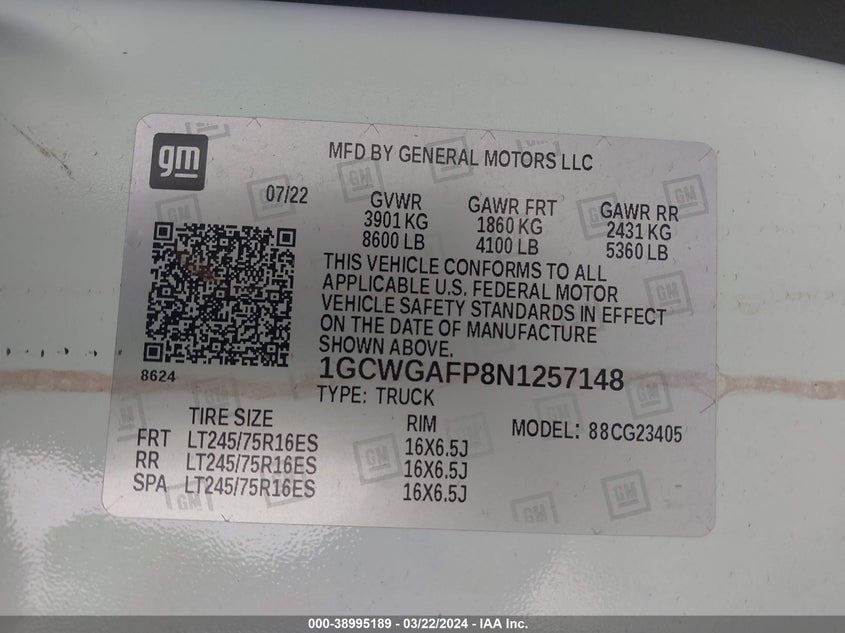 gm
MFD BY GENERAL MOTORS LLC
07/22
GVWR GAWR FRT GAWR RR
3901 KG 1860 KG 2431 KG
8600 LB 4100 LB 5360 LB
THIS VEHICLE CONFORMS TO ALL
APPLICABLE U.S. FEDERAL MOTOR
VEHICLE SAFETY STANDARDS IN EFFECT
ON THE DATE OF MANUFACTURE
SHOWN ABOVE.
8624
1GCWGAFP8N1257148
TYPE: TRUCK
TIRE SIZE RIM MODEL: 88CG23405
FRT LT245/75R16ES 16X6.5J
RR LT245/75R16ES 16X6.5J
SPA LT245/75R16ES 16X6.5J
000-38995189 - 03/22/2024 - IAA Inc.